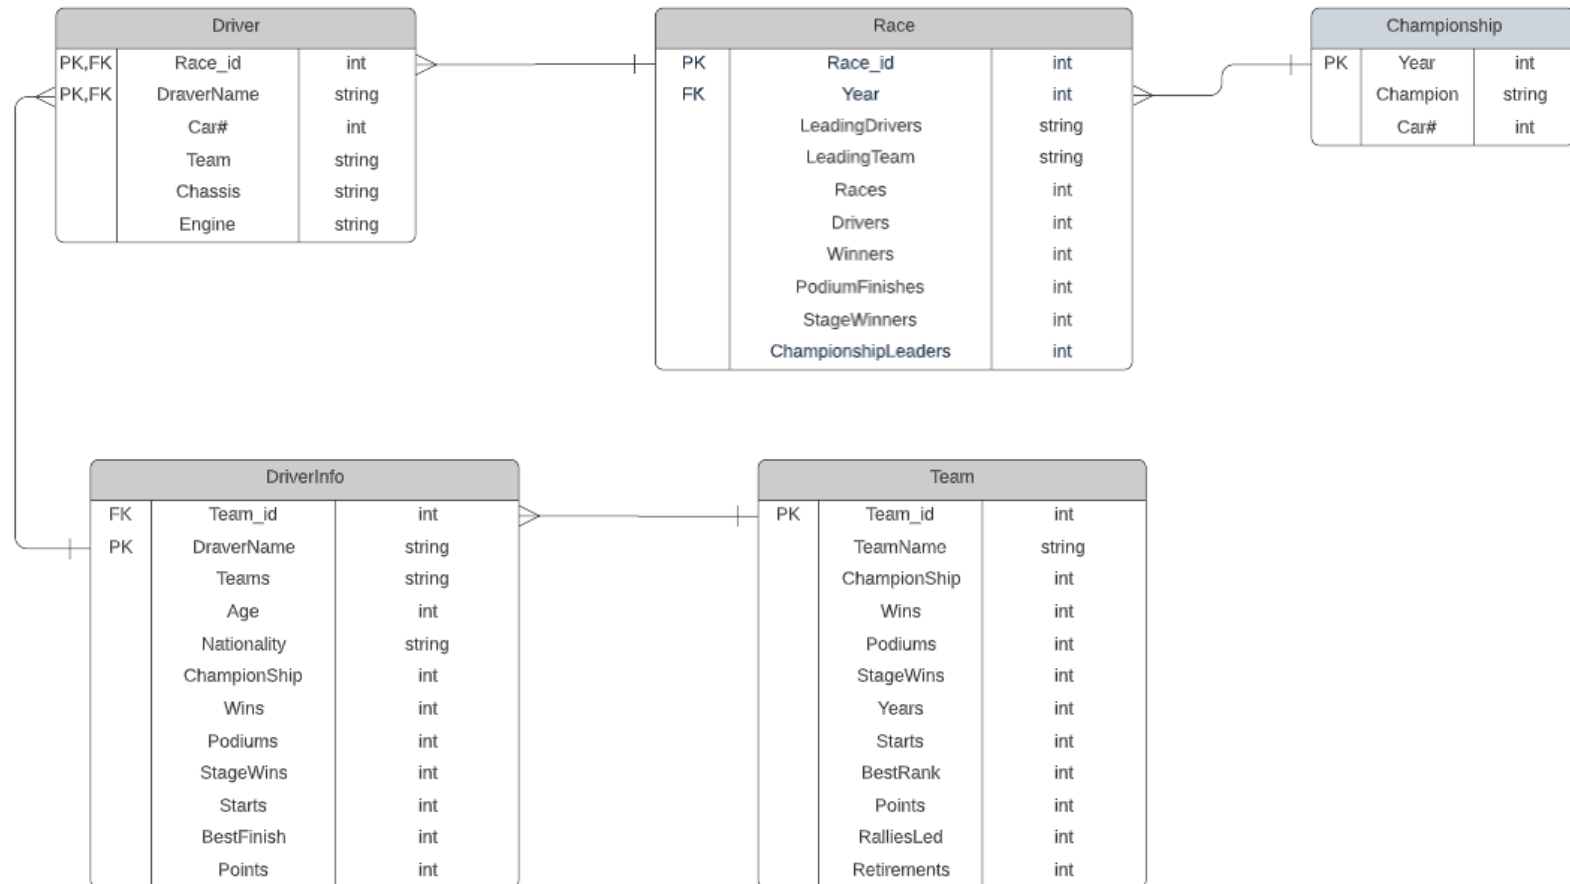 Driver
PK,FK Race_id int
PK,FK DraverName string
Car# int
Team string
Chassis string
Engine string
Race
PK Race_id int
FK Year int
LeadingDrivers string
LeadingTeam string
Races int
Drivers int
Winners int
PodiumFinishes int
StageWinners int
ChampionshipLeaders int
Championship
PK Year int
Champion string
Car# int
DriverInfo
FK Team_id int
PK DraverName string
Teams string
Age int
Nationality string
ChampionShip int
Wins int
Podiums int
StageWins int
Starts int
BestFinish int
Points int
Team
PK Team_id int
TeamName string
ChampionShip int
Wins int
Podiums int
StageWins int
Years int
Starts int
BestRank int
Points int
RalliesLed int
Retirements int